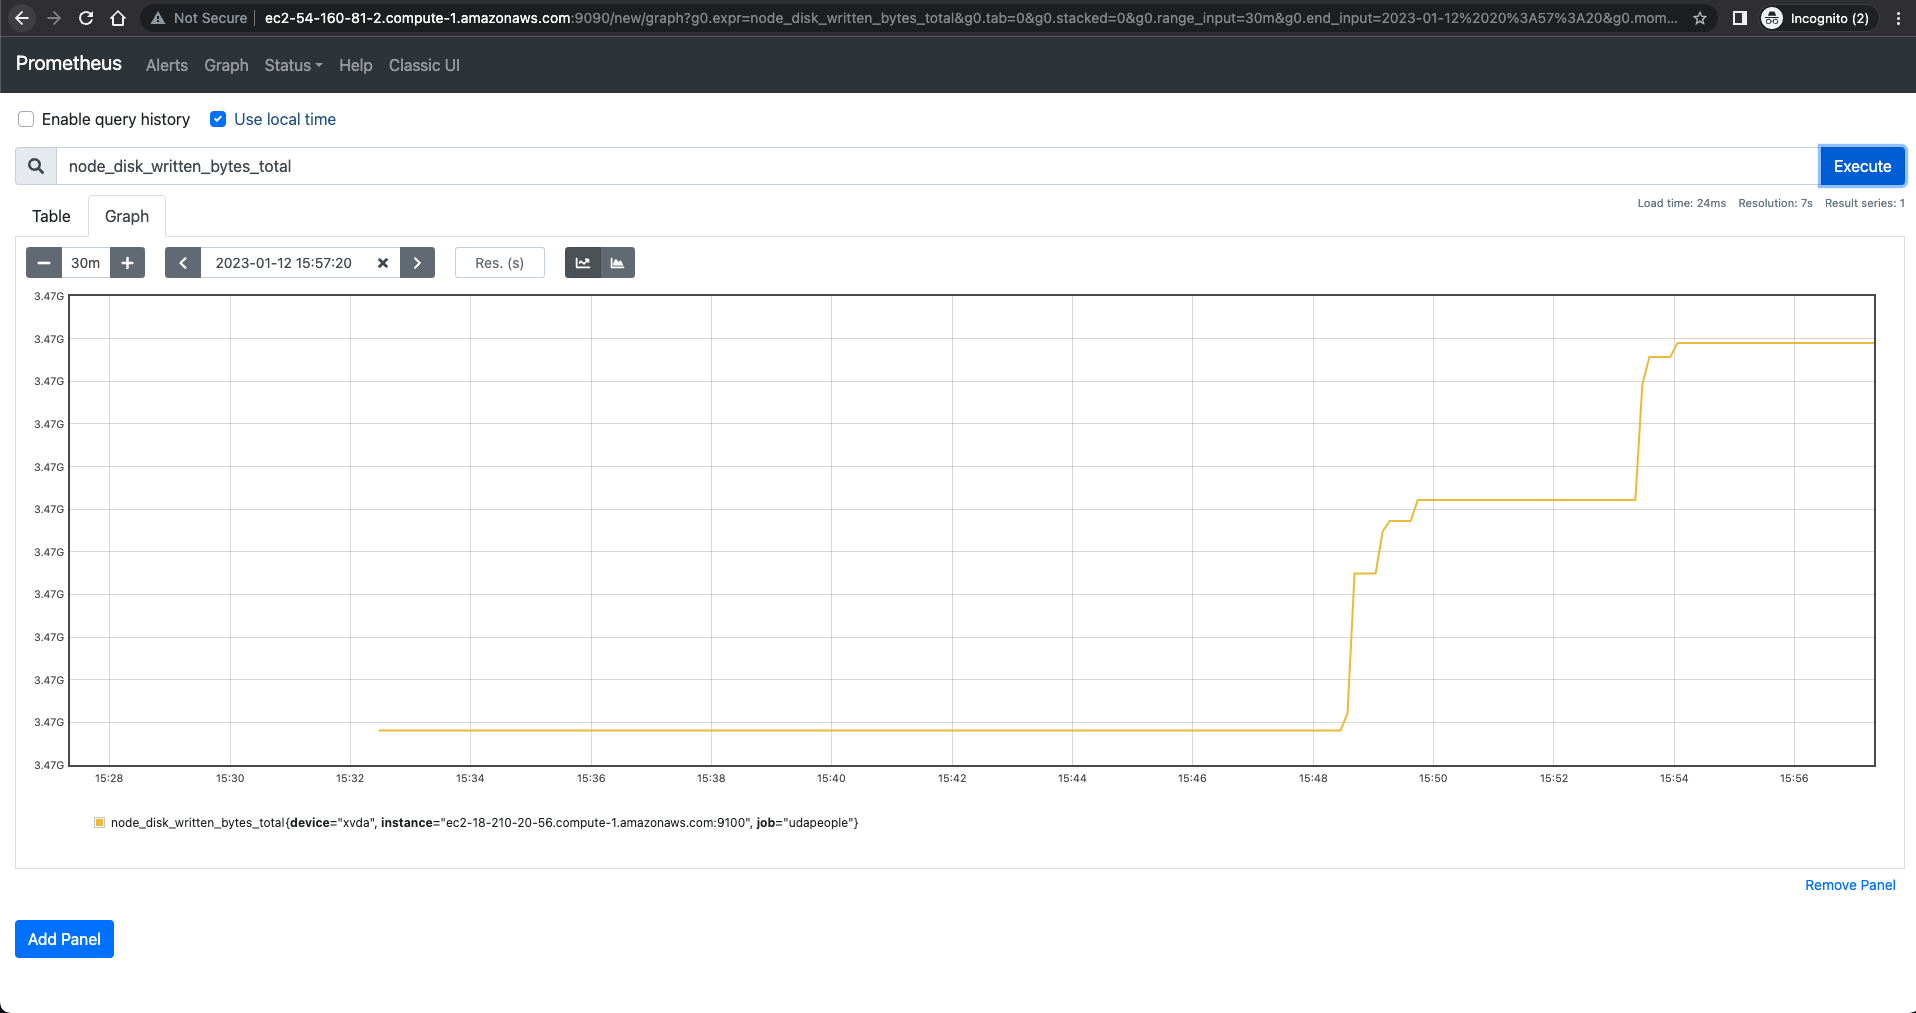 Not Secure ec2-54-160-81-2.compute-1.amazonaws.com:9090/new/graph?g0.expr=node_disk_written_bytes_total&g0.tab=0&g0.stacked=0&g0.range_input=30m&g0.end_input=2023-01-12%2020%3A57%3A20&g0.mom... Incognito (2)
Prometheus Alerts Graph Status Help Classic UI
Enable query history Use local time
node_disk_written_bytes_total Execute
Load time: 24ms Resolution: 7s Result series: 1
Table Graph
30m 2023-01-12 15:57:20 Res. (s)
3.47G
3.47G
3.47G
3.47G
3.47G
3.47G
3.47G
3.47G
3.47G
3.47G
3.47G
3.47G
15:28 15:30 15:32 15:34 15:36 15:38 15:40 15:42 15:44 15:46 15:48 15:50 15:52 15:54 15:56
node_disk_written_bytes_total{device="xvda", instance="ec2-18-210-20-56.compute-1.amazonaws.com:9100", job="udapeople"}
Remove Panel
Add Panel